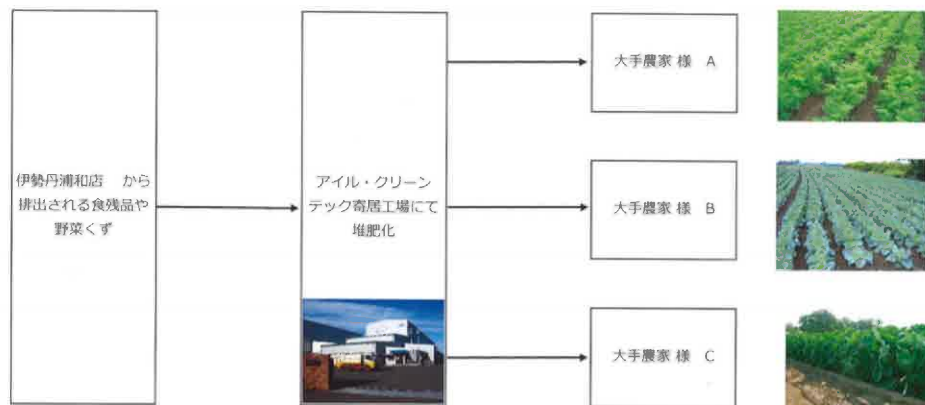 伊勢丹浦和店　から
排出される食残品や
野菜くず
アイル・クリーン
テック寄居工場にて
堆肥化
大手農家 様　A
大手農家 様　B
大手農家 様　C